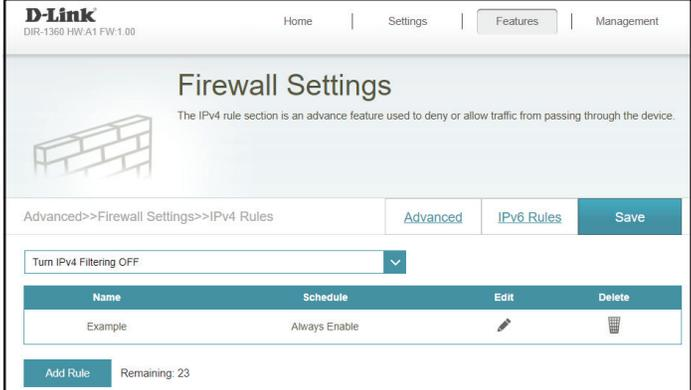 D-Link
DIR-1360 HW:A1 FW:1.00
Home
Settings
Features
Management
Firewall Settings
The IPv4 rule section is an advance feature used to deny or allow traffic from passing through the device.
Advanced>>Firewall Settings>>IPv4 Rules
Advanced
IPv6 Rules
Save
Turn IPv4 Filtering OFF
Name Schedule Edit Delete
Example Always Enable
Add Rule Remaining: 23